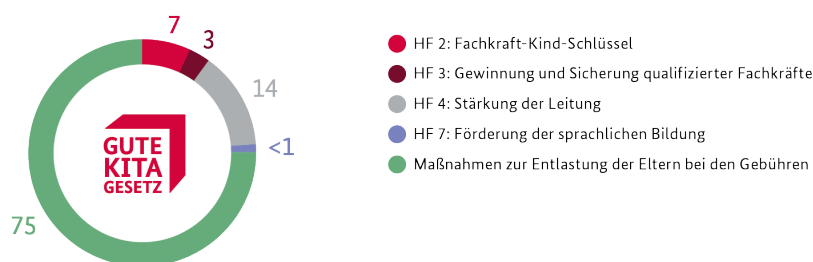 7
3
14
<1
75
GUTE
KITA
GESETZ
HF 2: Fachkraft-Kind-Schlüssel
HF 3: Gewinnung und Sicherung qualifizierter Fachkräfte
HF 4: Stärkung der Leitung
HF 7: Förderung der sprachlichen Bildung
Maßnahmen zur Entlastung der Eltern bei den Gebühren